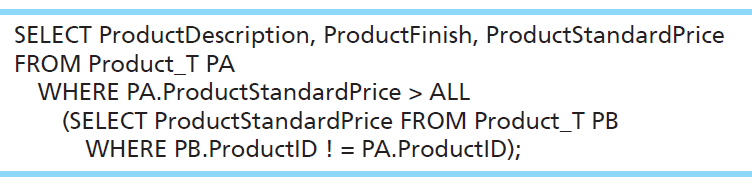 SELECT ProductDescription, ProductFinish, ProductStandardPrice
FROM Product_T PA
WHERE PA.ProductStandardPrice > ALL
(SELECT ProductStandardPrice FROM Product_T PB
WHERE PB.ProductID ! = PA.ProductID);